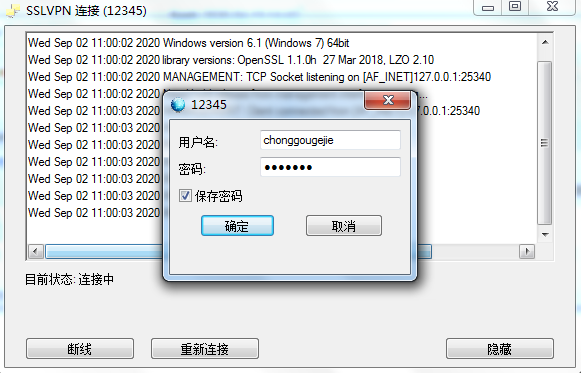 SSLVPN 连接 (12345)
Wed Sep 02 11:00:02 2020 Windows version 6.1 (Windows 7) 64bit
Wed Sep 02 11:00:02 2020 library versions: OpenSSL 1.1.0h  27 Mar 2018, LZO 2.10
Wed Sep 02 11:00:02 2020 MANAGEMENT: TCP Socket listening on [AF_INET]127.0.0.1:25340
Wed Sep 02 11:00:02 2020
Wed Sep 02 11:00:03 2020 27.0.0.1:25340
Wed Sep 02 11:00:03 2020
Wed Sep 02 11:00:03 2020
Wed Sep 02 11:00:03 2020
Wed Sep 02 11:00:03 2020
Wed Sep 02 11:00:03 2020
12345
用户名: chonggougejie
密码: •••••••
保存密码
确定 取消
目前状态: 连接中
断线 重新连接 隐藏